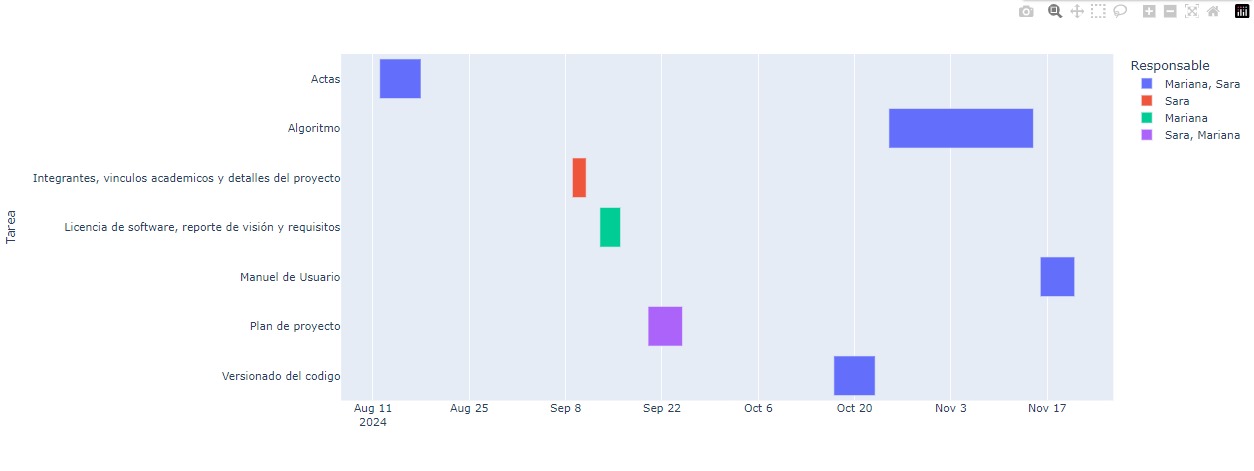 Responsable
Mariana, Sara
Sara
Mariana
Sara, Mariana
Tarea
Actas
Algoritmo
Integrantes, vinculos academicos y detalles del proyecto
Licencia de software, reporte de visión y requisitos
Manuel de Usuario
Plan de proyecto
Versionado del codigo
Aug 11 Aug 25 Sep 8 Sep 22 Oct 6 Oct 20 Nov 3 Nov 17
2024